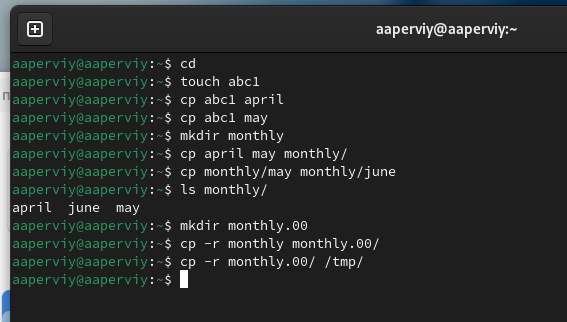 aaperviy@aaperviy:~
aaperviy@aaperviy:~$ cd
aaperviy@aaperviy:~$ touch abc1
aaperviy@aaperviy:~$ cp abc1 april
aaperviy@aaperviy:~$ cp abc1 may
aaperviy@aaperviy:~$ mkdir monthly
aaperviy@aaperviy:~$ cp april may monthly/
aaperviy@aaperviy:~$ cp monthly/may monthly/june
aaperviy@aaperviy:~$ ls monthly/
april  june  may
aaperviy@aaperviy:~$ mkdir monthly.00
aaperviy@aaperviy:~$ cp -r monthly monthly.00/
aaperviy@aaperviy:~$ cp -r monthly.00/ /tmp/
aaperviy@aaperviy:~$